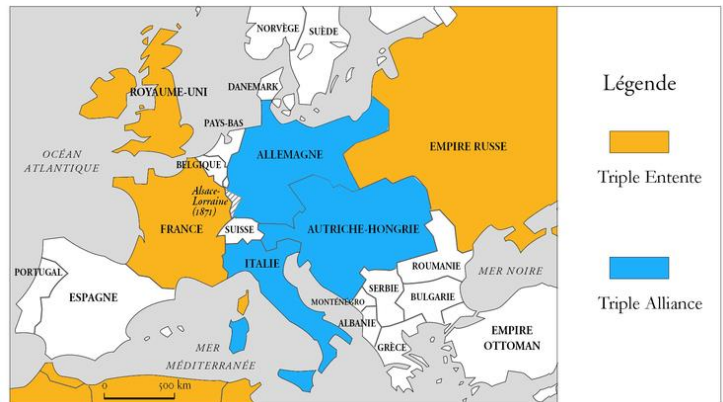 NORVÈGE
SUÈDE
ROYAUME-UNI
DANEMARK
PAYS-BAS
OCÉAN
ATLANTIQUE
ALLEMAGNE
EMPIRE RUSSE
BELGIQUE
Alsace-
Lorraine
(1871)
FRANCE
SUISSE
AUTRICHE-HONGRIE
ITALIE
ROUMANIE
MER NOIRE
PORTUGAL
ESPAGNE
SERBIE
BULGARIE
MONTÉNÉGRO
ALBANIE
GRÈCE
EMPIRE
OTTOMAN
MER
MÉDITERRANÉE
0 500 km
Légende
Triple Entente
Triple Alliance